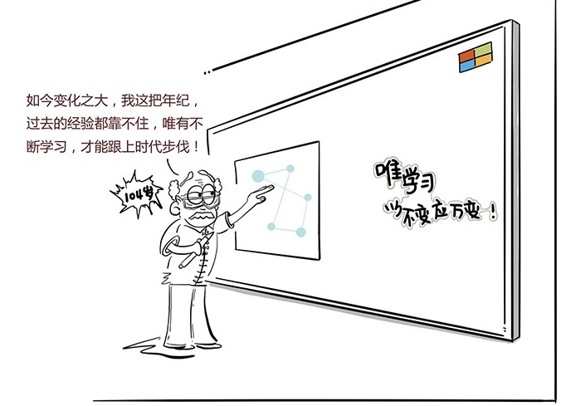 如今变化之大，我这把年纪，
过去的经验都靠不住，唯有不
断学习，才能跟上时代步伐！
104岁
唯学习
以不变应万变！